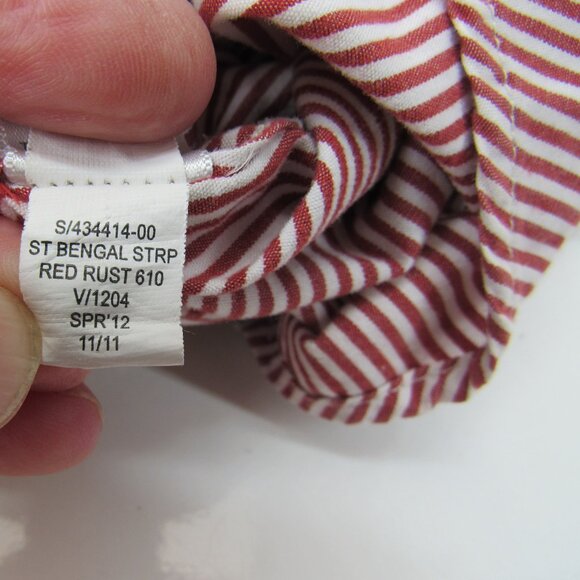 S/434414-00
ST BENGAL STRP
RED RUST 610
V/1204
SPR'12
11/11